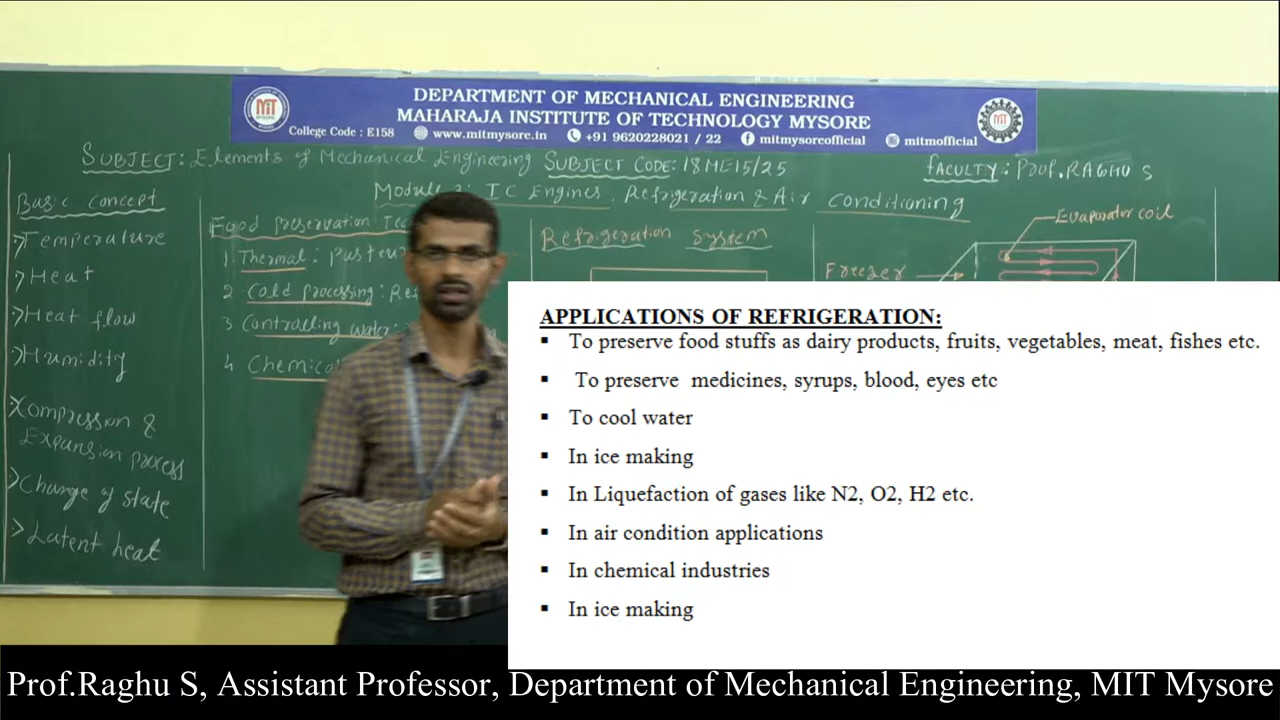 DEPARTMENT OF MECHANICAL ENGINEERING
MAHARAJA INSTITUTE OF TECHNOLOGY MYSORE
College Code : E158 www.mitmysore.in +91 9620228021 / 22 mitmysoreofficial mitmofficial
MIT
MIT
SUBJECT: Elements of Mechanical Engineering SUBJECT CODE: 18ME15/25 FACULTY: Prof. RAGHU S
Module IC Engines, Refrigeration & Air conditioning
Basic concept
Temperature
Heat
Heat flow
Humidity
Compression &
Expansion process
Change of state
Latent heat
Food preservation
1. Thermal: 
2 Cold processing: 
3 Controlling water:
4 Chemical
Refrigeration system
Evaporator coil
Freezer
APPLICATIONS OF REFRIGERATION:
▪ To preserve food stuffs as dairy products, fruits, vegetables, meat, fishes etc.
▪ To preserve medicines, syrups, blood, eyes etc
▪ To cool water
▪ In ice making
▪ In Liquefaction of gases like N2, O2, H2 etc.
▪ In air condition applications
▪ In chemical industries
▪ In ice making
Prof.Raghu S, Assistant Professor, Department of Mechanical Engineering, MIT Mysore